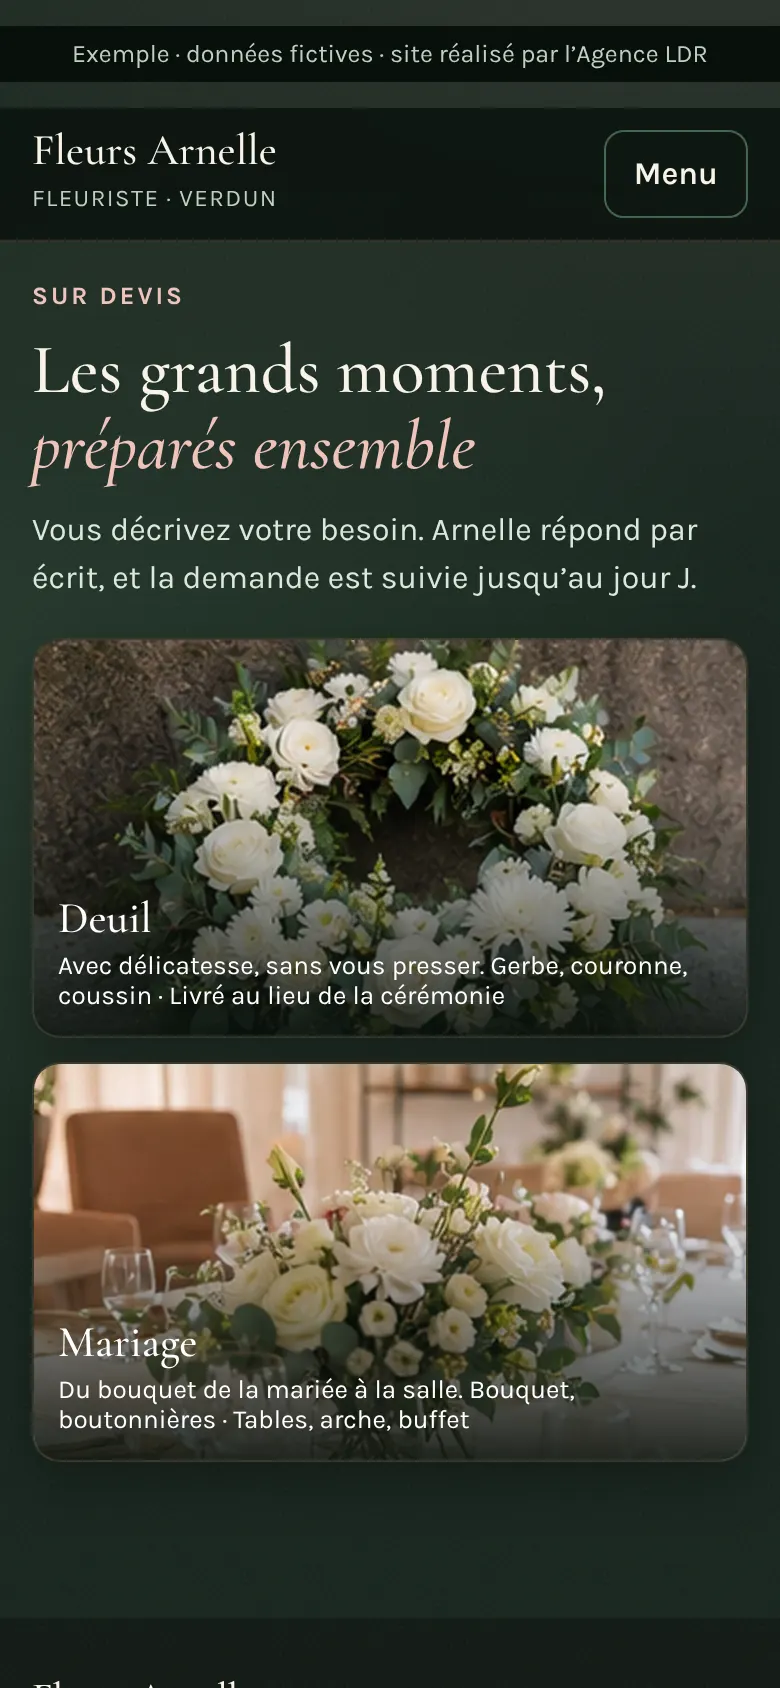 Exemple · données fictives · site réalisé par l’Agence LDR
Fleurs Arnelle
FLEURISTE · VERDUN
Menu
SUR DEVIS
Les grands moments,
préparés ensemble
Vous décrivez votre besoin. Arnelle répond par
écrit, et la demande est suivie jusqu’au jour J.
Deuil
Avec délicatesse, sans vous presser. Gerbe, couronne,
coussin · Livré au lieu de la cérémonie
Mariage
Du bouquet de la mariée à la salle. Bouquet,
boutonnières · Tables, arche, buffet
Fleurs Arnelle